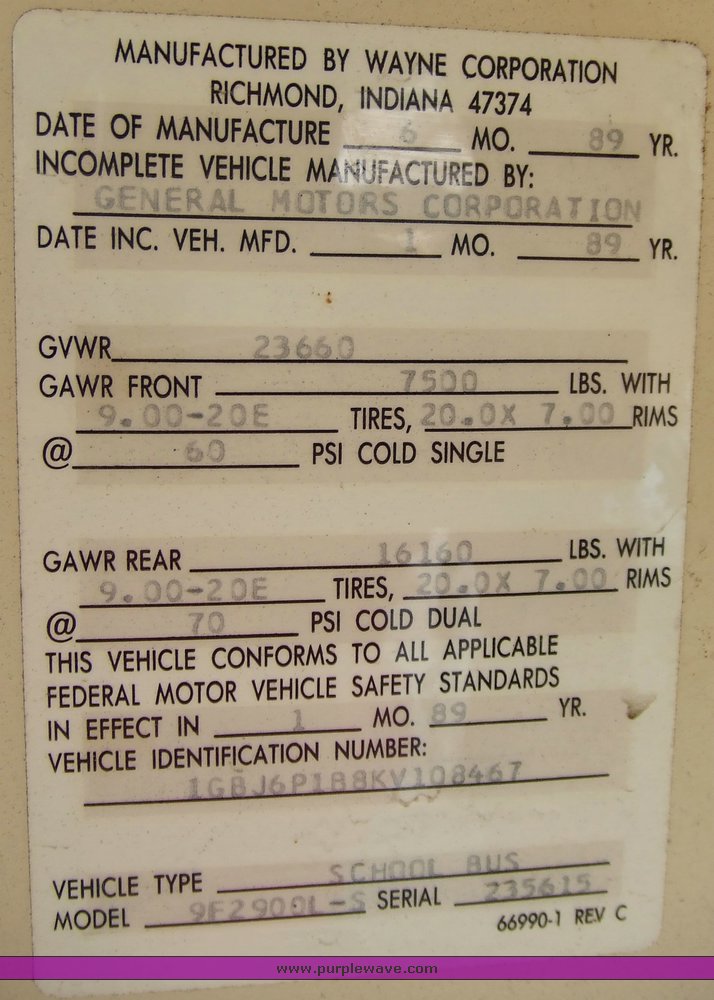 MANUFACTURED BY WAYNE CORPORATION
RICHMOND, INDIANA 47374
DATE OF MANUFACTURE 6 MO. 89 YR.
INCOMPLETE VEHICLE MANUFACTURED BY:
GENERAL MOTORS CORPORATION
DATE INC. VEH. MFD. 1 MO. 89 YR.
GVWR 23660
GAWR FRONT 7500 LBS. WITH
9.00-20E TIRES, 20.0X 7.00 RIMS
@ 60 PSI COLD SINGLE
GAWR REAR 16160 LBS. WITH
9.00-20E TIRES, 20.0X 7.00 RIMS
@ 70 PSI COLD DUAL
THIS VEHICLE CONFORMS TO ALL APPLICABLE
FEDERAL MOTOR VEHICLE SAFETY STANDARDS
IN EFFECT IN 1 MO. 89 YR.
VEHICLE IDENTIFICATION NUMBER:
1GBJ6P1B8KV108467
VEHICLE TYPE SCHOOL BUS
MODEL 9F2900L-S SERIAL 235615
66990-1 REV C
www.purplewave.com